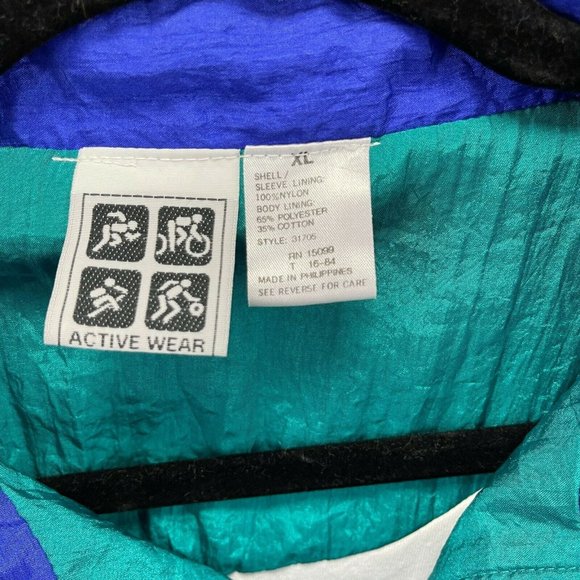 ACTIVE WEAR
XL
SHELL/
SLEEVE LINING:
100%NYLON
BODY LINING:
65% POLYESTER
35% COTTON
STYLE: 31705
RN 15099
T 16-84
MADE IN PHILIPPINES
SEE REVERSE FOR CARE